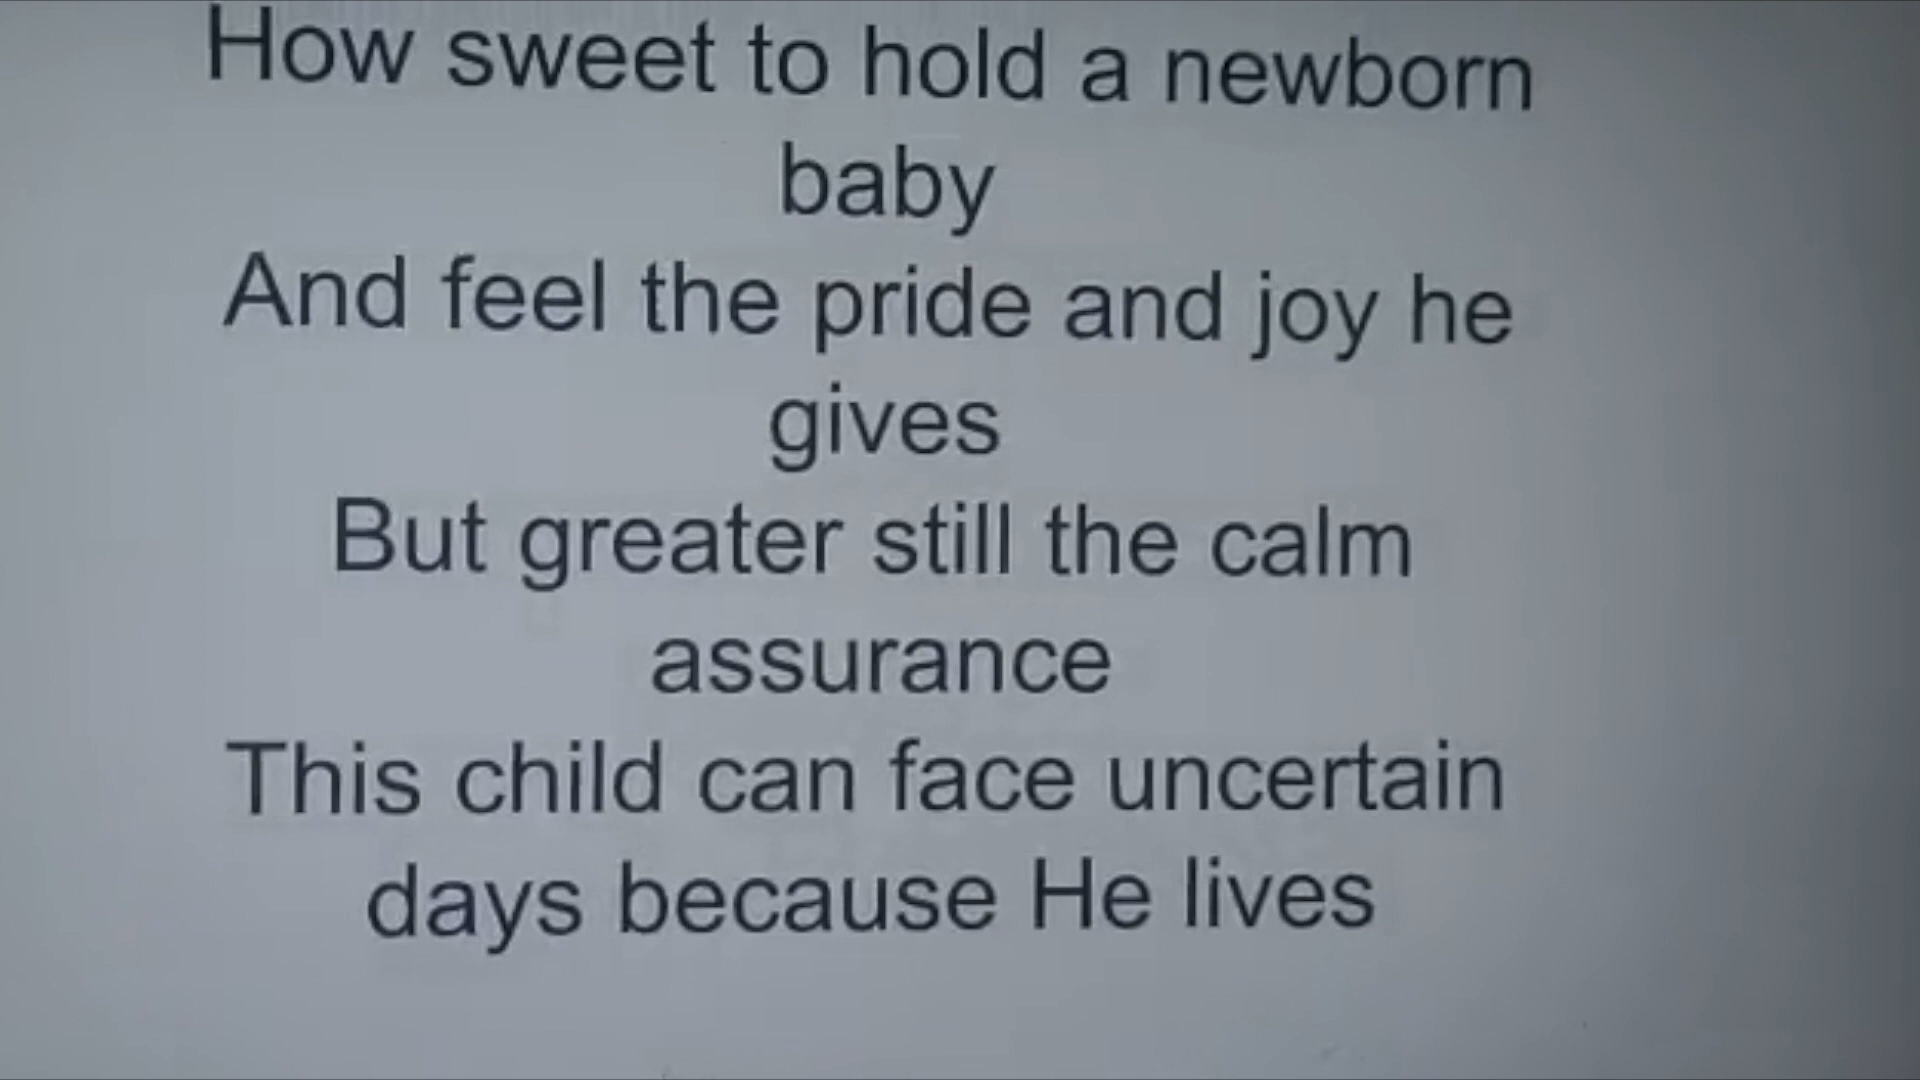 How sweet to hold a newborn
baby
And feel the pride and joy he
gives
But greater still the calm
assurance
This child can face uncertain
days because He lives